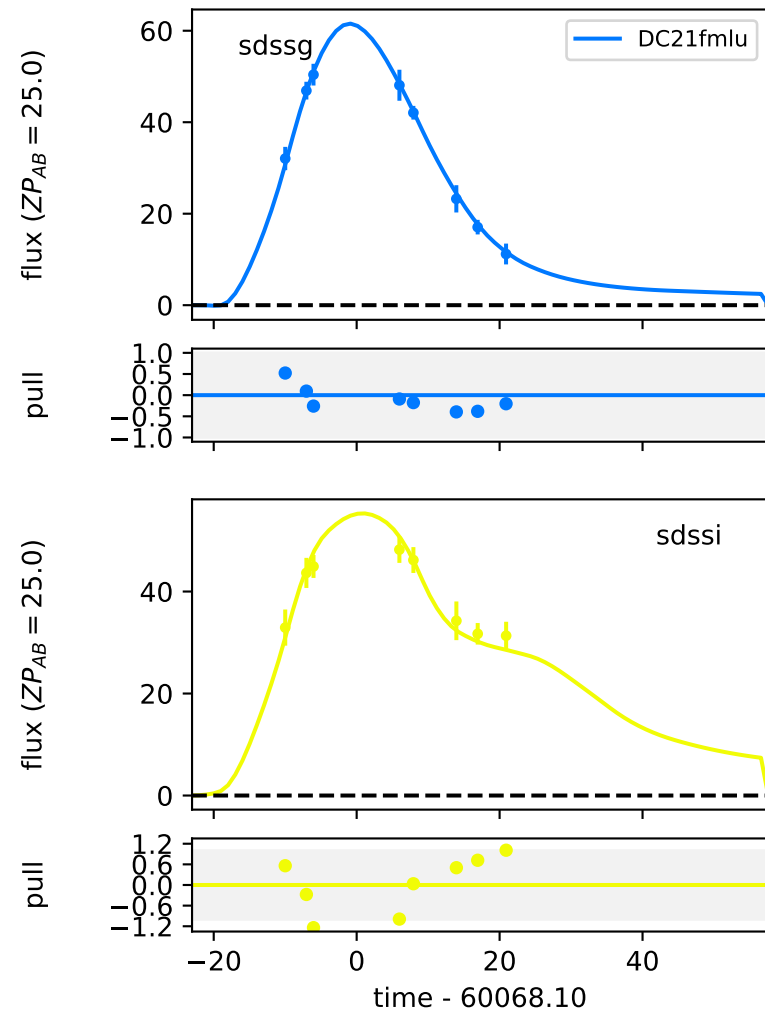 60
40
20
0
flux (ZP_AB = 25.0)
sdssg
DC21fmlu
1.0
0.5
0.0
−0.5
−1.0
pull
40
20
0
flux (ZP_AB = 25.0)
sdssi
1.2
0.6
0.0
−0.6
−1.2
pull
−20 0 20 40
time - 60068.10